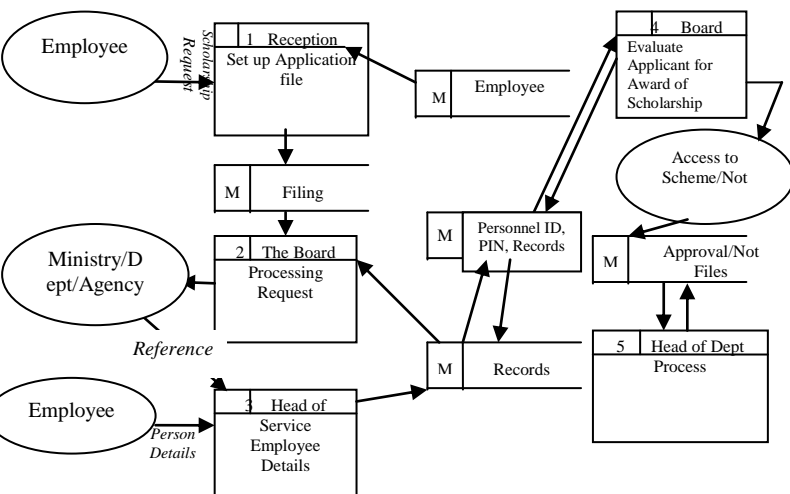 Employee
Scholarship
Request
1 Reception
Set up Application
file
M
Employee
4 Board
Evaluate
Applicant for
Award of
Scholarship
Access to
Scheme/Not
M
Filing
M
Personnel ID,
PIN, Records
M
Approval/Not
Files
Ministry/D
ept/Agency
2 The Board
Processing
Request
Reference
M
Records
5 Head of Dept
Process
Employee
Person
Details
3 Head of
Service
Employee
Details